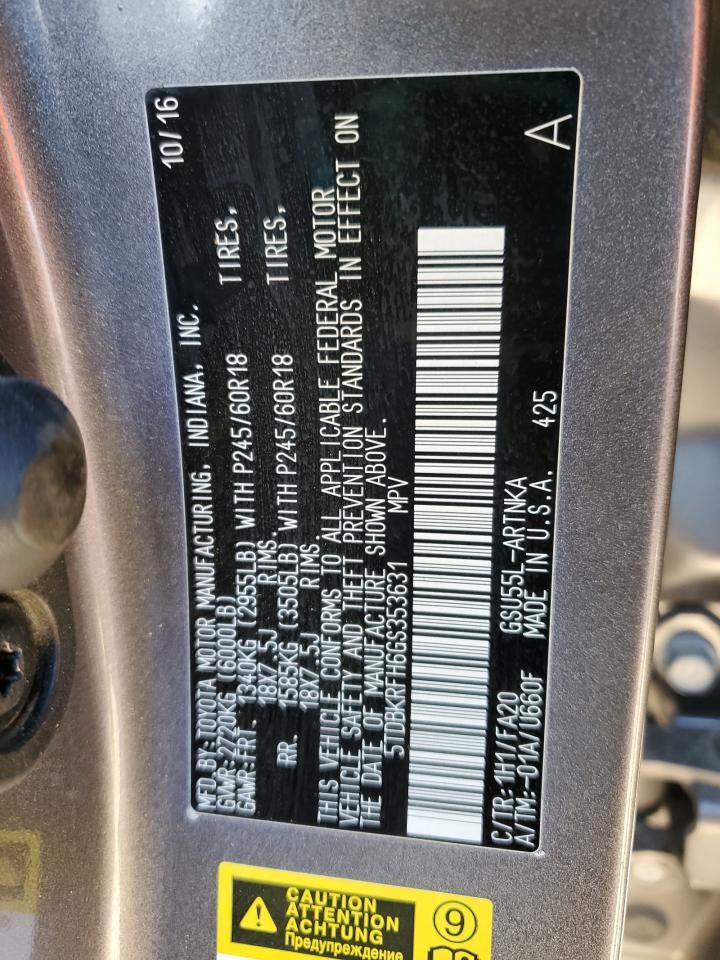 MFD.BY:TOYOTA MOTOR MANUFACTURING, INDIANA, INC. 10/16
GVWR:2720KG (6000LB)
GAWR:FRT. 1340KG (2955LB) WITH P245/60R18 TIRES,
18X7.5J RIMS.
RR. 1585KG (3505LB) WITH P245/60R18 TIRES,
18X7.5J RIMS.
THIS VEHICLE CONFORMS TO ALL APPLICABLE FEDERAL MOTOR
VEHICLE SAFETY AND THEFT PREVENTION STANDARDS IN EFFECT ON
THE DATE OF MANUFACTURE SHOWN ABOVE.
5TDBKRFH6GS353631 MPV
C/TR:1H1/FA20 GSU55L-ARTNKA
A/TM:-01A/U660F MADE IN U.S.A. 425 A
CAUTION
ATTENTION
ACHTUNG
Предупреждение
9